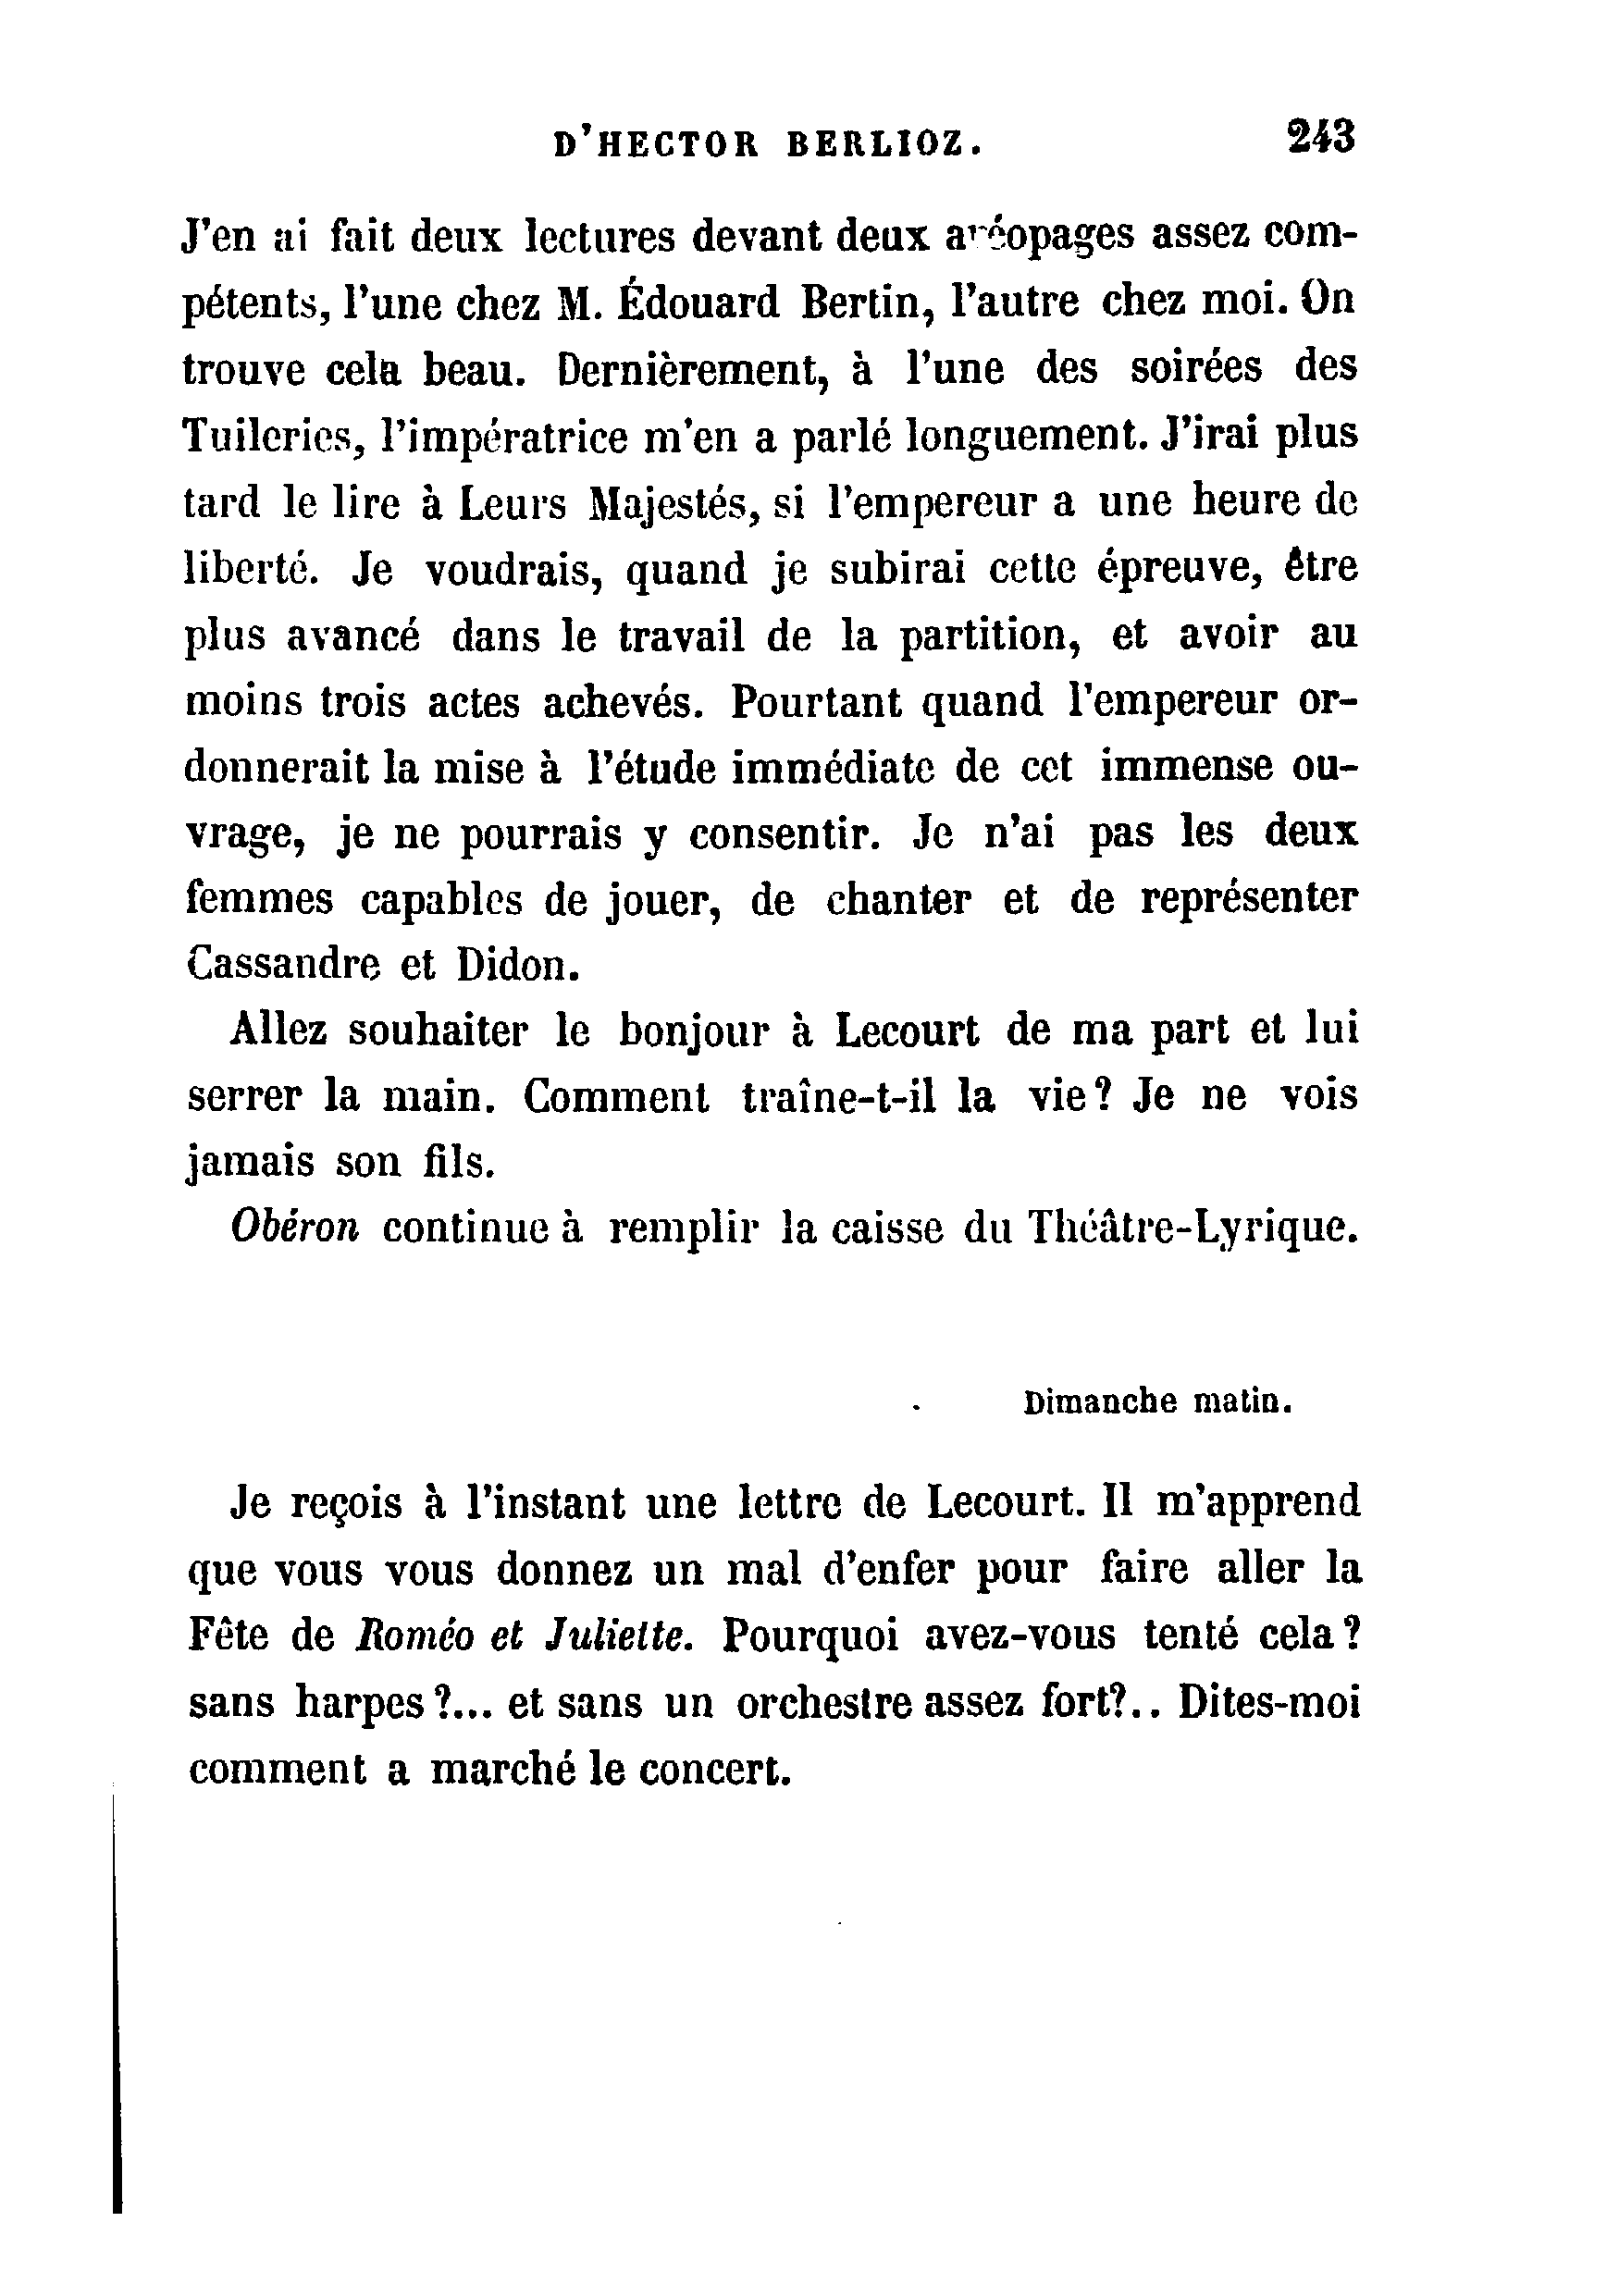 D'HECTOR BERLIOZ. 243
J'en ai fait deux lectures devant deux aréopages assez com-
pétents, l'une chez M. Édouard Bertin, l'autre chez moi. On
trouve cela beau. Dernièrement, à l'une des soirées des
Tuileries, l'impératrice m'en a parlé longuement. J'irai plus
tard le lire à Leurs Majestés, si l'empereur a une heure de
liberté. Je voudrais, quand je subirai cette épreuve, être
plus avancé dans le travail de la partition, et avoir au
moins trois actes achevés. Pourtant quand l'empereur or-
donnerait la mise à l'étude immédiate de cet immense ou-
vrage, je ne pourrais y consentir. Je n'ai pas les deux
femmes capables de jouer, de chanter et de représenter
Cassandre et Didon.
Allez souhaiter le bonjour à Lecourt de ma part et lui
serrer la main. Comment traîne-t-il la vie? Je ne vois
jamais son fils.
Obéron continue à remplir la caisse du Théâtre-Lyrique.
Dimanche matin.
Je reçois à l'instant une lettre de Lecourt. Il m'apprend
que vous vous donnez un mal d'enfer pour faire aller la
Fête de Roméo et Juliette. Pourquoi avez-vous tenté cela?
sans harpes?... et sans un orchestre assez fort?.. Dites-moi
comment a marché le concert.